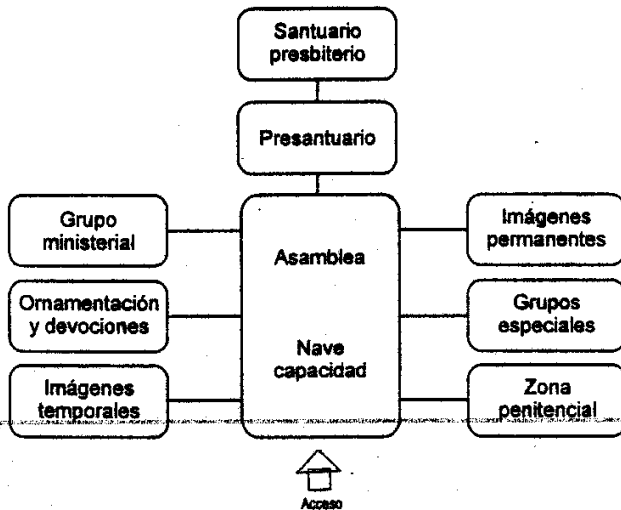 Santuario
presbiterio
Presantuario
Grupo
ministerial
Asamblea
Imágenes
permanentes
Ornamentación
y devociones
Grupos
especiales
Nave
capacidad
Imágenes
temporales
Zona
penitencial
Acceso